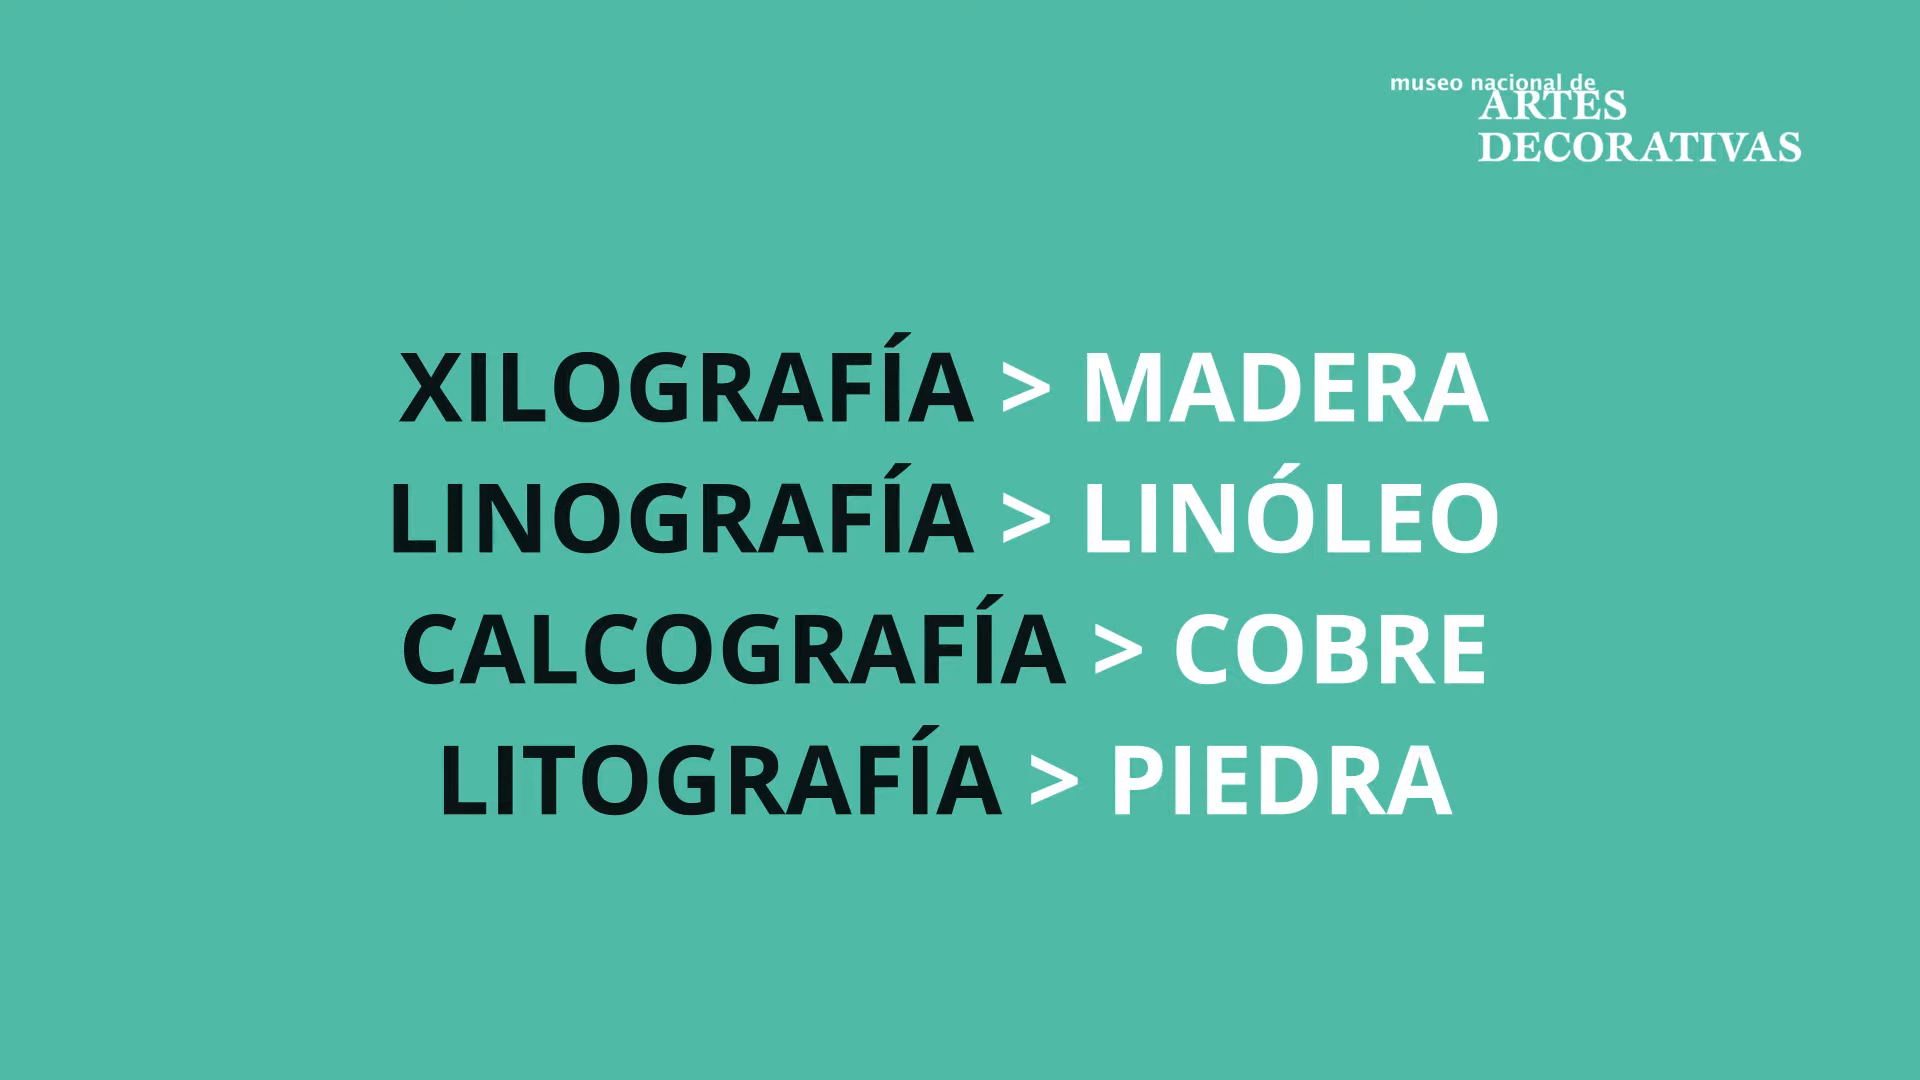 museo nacional de
ARTES
DECORATIVAS
XILOGRAFÍA > MADERA
LINOGRAFÍA > LINÓLEO
CALCOGRAFÍA > COBRE
LITOGRAFÍA > PIEDRA